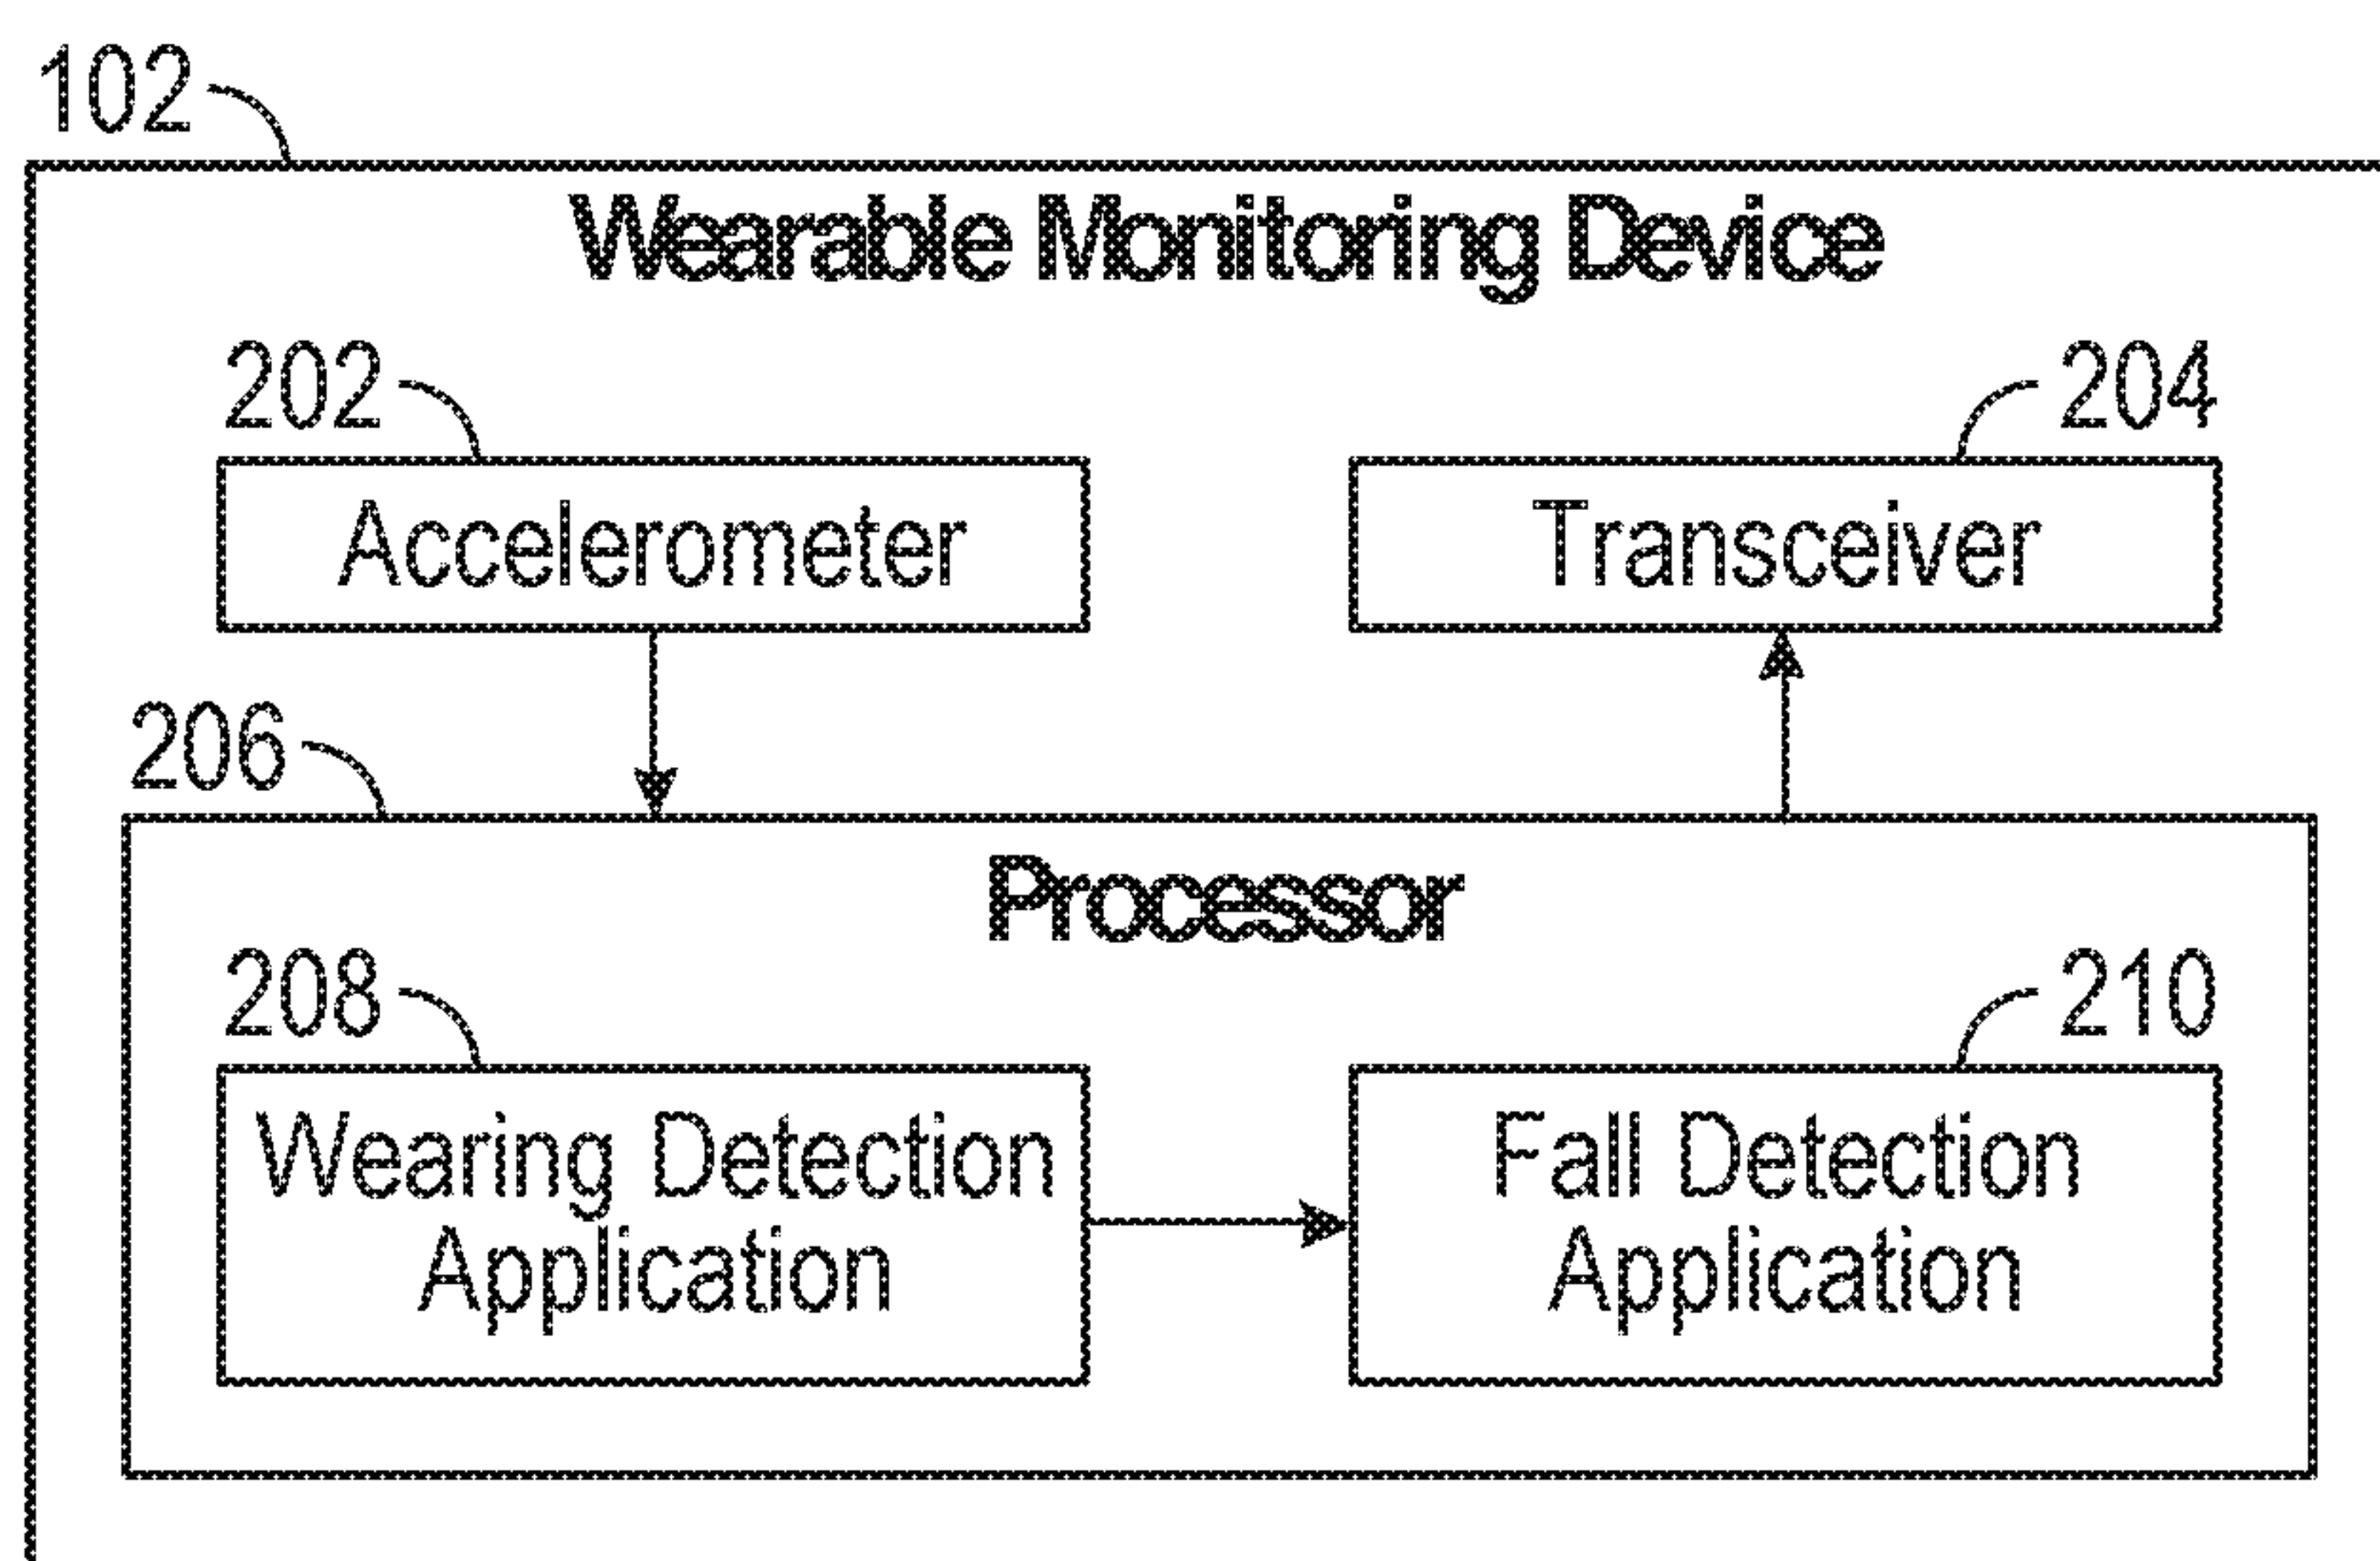 102
Wearable Monitoring Device
202
204
Accelerometer
Transceiver
206
Processor
208
210
Wearing Detection
Application
Fall Detection
Application